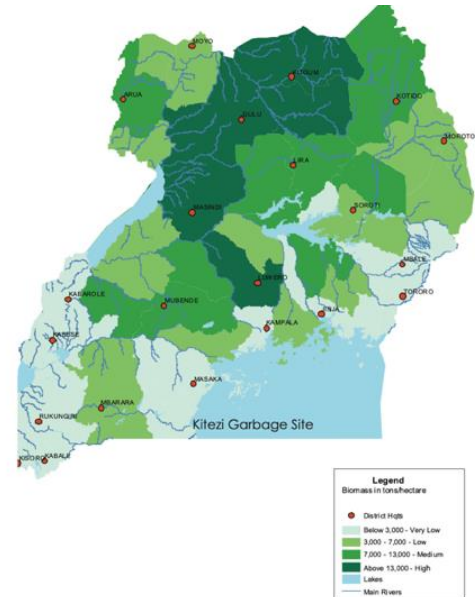 MOYO
KITGUM
ARUA
KOTIDO
GULU
MOROTO
LIRA
SOROTI
MASINDI
MBALE
LUWERO
TORORO
KABAROLE
MUBENDE
JINJA
KAMPALA
KASESE
MASAKA
MBARARA
RUKUNGIRI
Kitezi Garbage Site
KISORO
KABALE
Legend
Biomass in tons/hectare
District Hqts
Below 3,000 - Very Low
3,000 - 7,000 - Low
7,000 - 13,000 - Medium
Above 13,000 - High
Lakes
Main Rivers